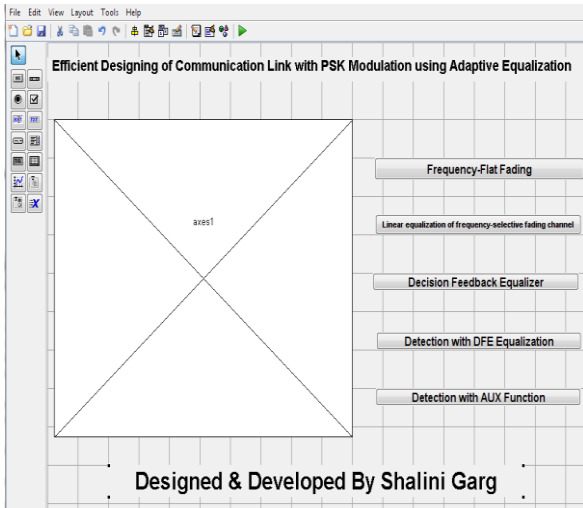 File Edit View Layout Tools Help
Efficient Designing of Communication Link with PSK Modulation using Adaptive Equalization
axes1
Frequency-Flat Fading
Linear equalization of frequency-selective fading channel
Decision Feedback Equalizer
Detection with DFE Equalization
Detection with AUX Function
Designed & Developed By Shalini Garg